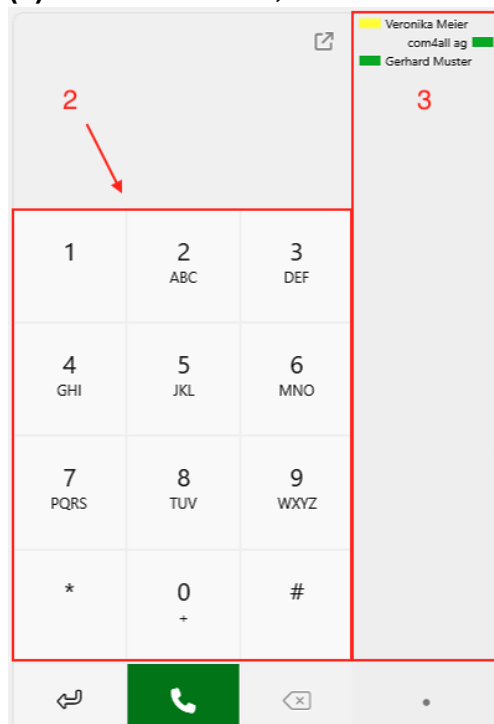 Veronika Meier
com4all ag
Gerhard Muster
2
3
1 2 3
ABC DEF
4 5 6
GHI JKL MNO
7 8 9
PQRS TUV WXYZ
* 0 #
+